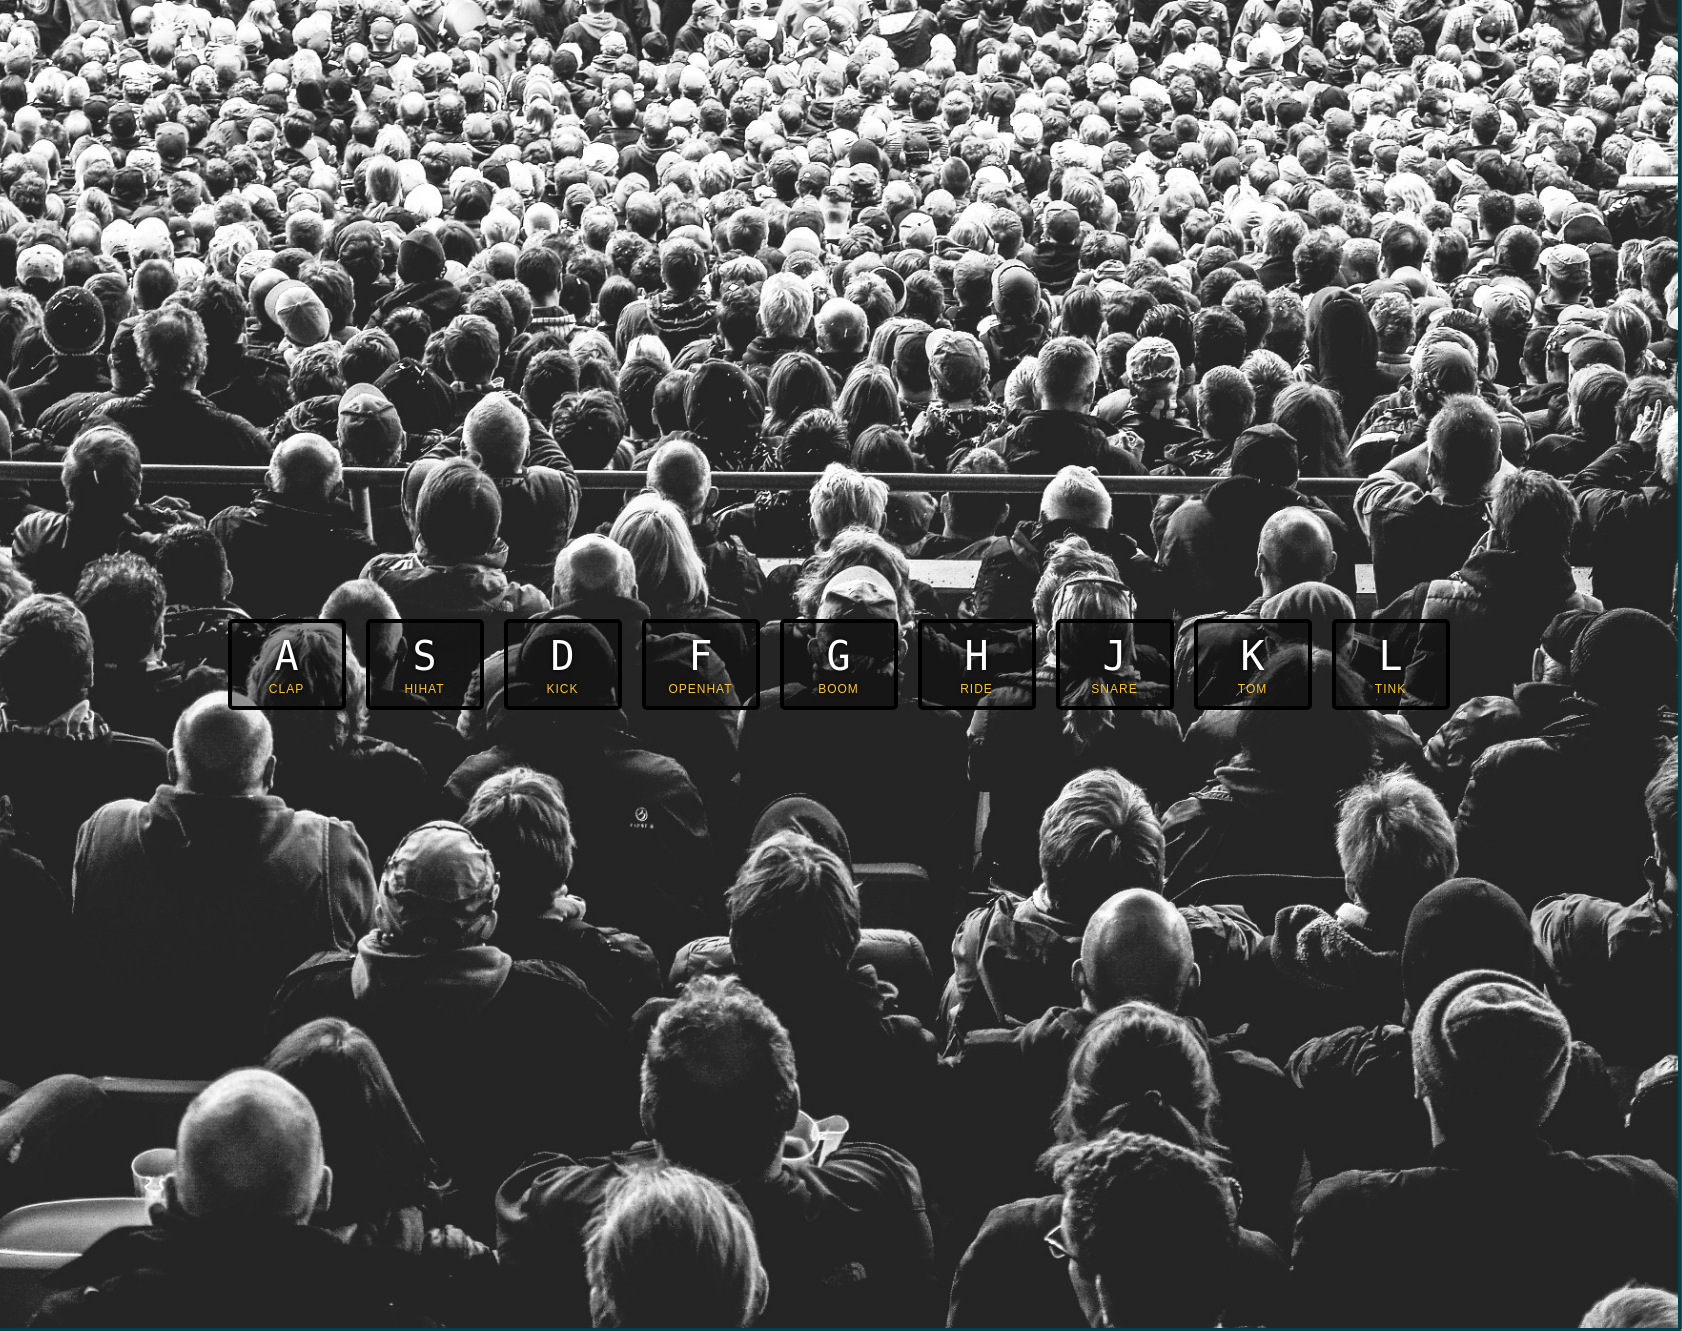 A S D F G H J K L
CLAP HIHAT KICK OPENHAT BOOM RIDE SNARE TOM TINK